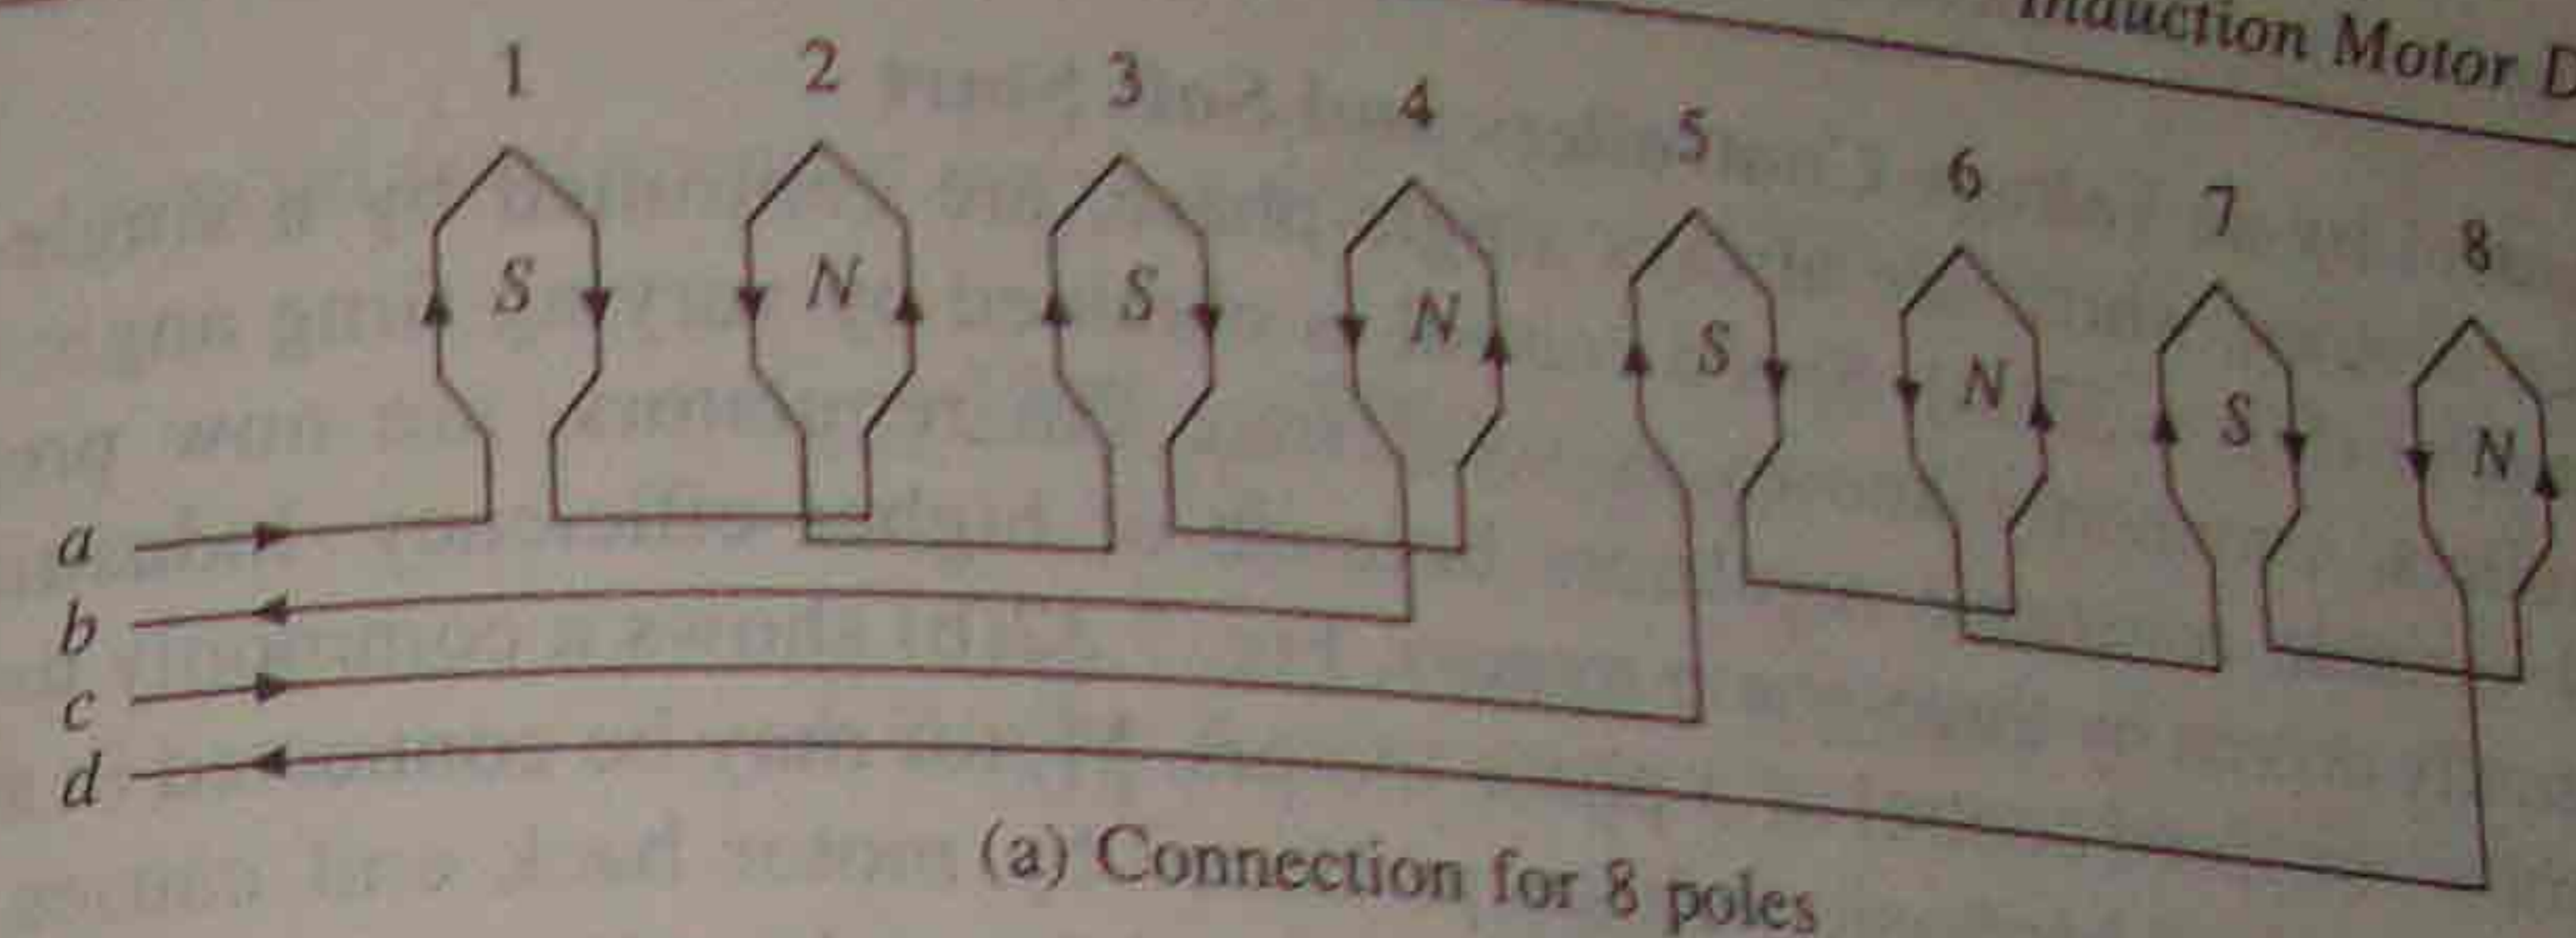 Induction Motor D
1 2 3 4 5 6 7 8
S N S N S N S N
a
b
c
d
(a) Connection for 8 poles